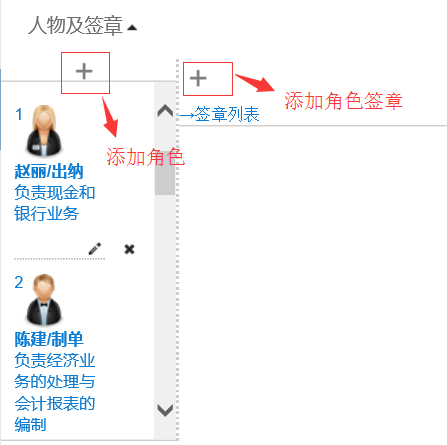 人物及签章
添加角色签章
→签章列表
添加角色
1
赵丽/出纳
负责现金和
银行业务
2
陈建/制单
负责经济业
务的处理与
会计报表的
编制